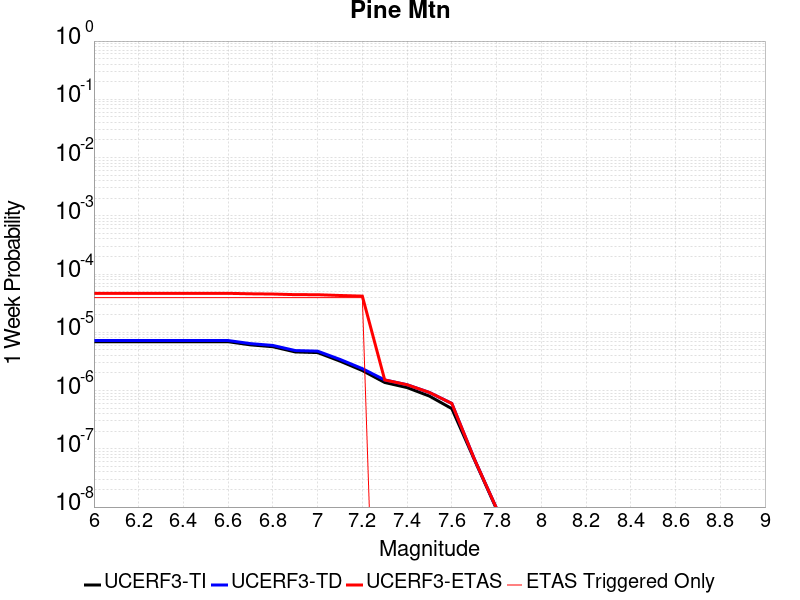 Pine Mtn
10^0
10^-1
10^-2
10^-3
10^-4
10^-5
10^-6
10^-7
10^-8
1 Week Probability
6 6.2 6.4 6.6 6.8 7 7.2 7.4 7.6 7.8 8 8.2 8.4 8.6 8.8 9
Magnitude
UCERF3-TI UCERF3-TD UCERF3-ETAS ETAS Triggered Only